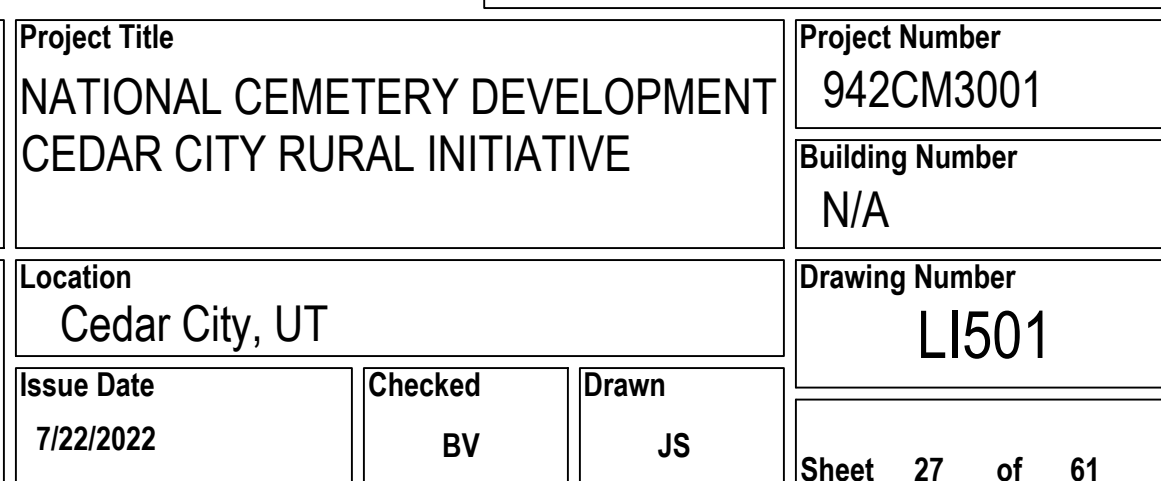 Project Title
NATIONAL CEMETERY DEVELOPMENT
CEDAR CITY RURAL INITIATIVE
Project Number
942CM3001
Building Number
N/A
Location
Cedar City, UT
Drawing Number
LI501
Issue Date
7/22/2022
Checked
BV
Drawn
JS
Sheet 27 of 61